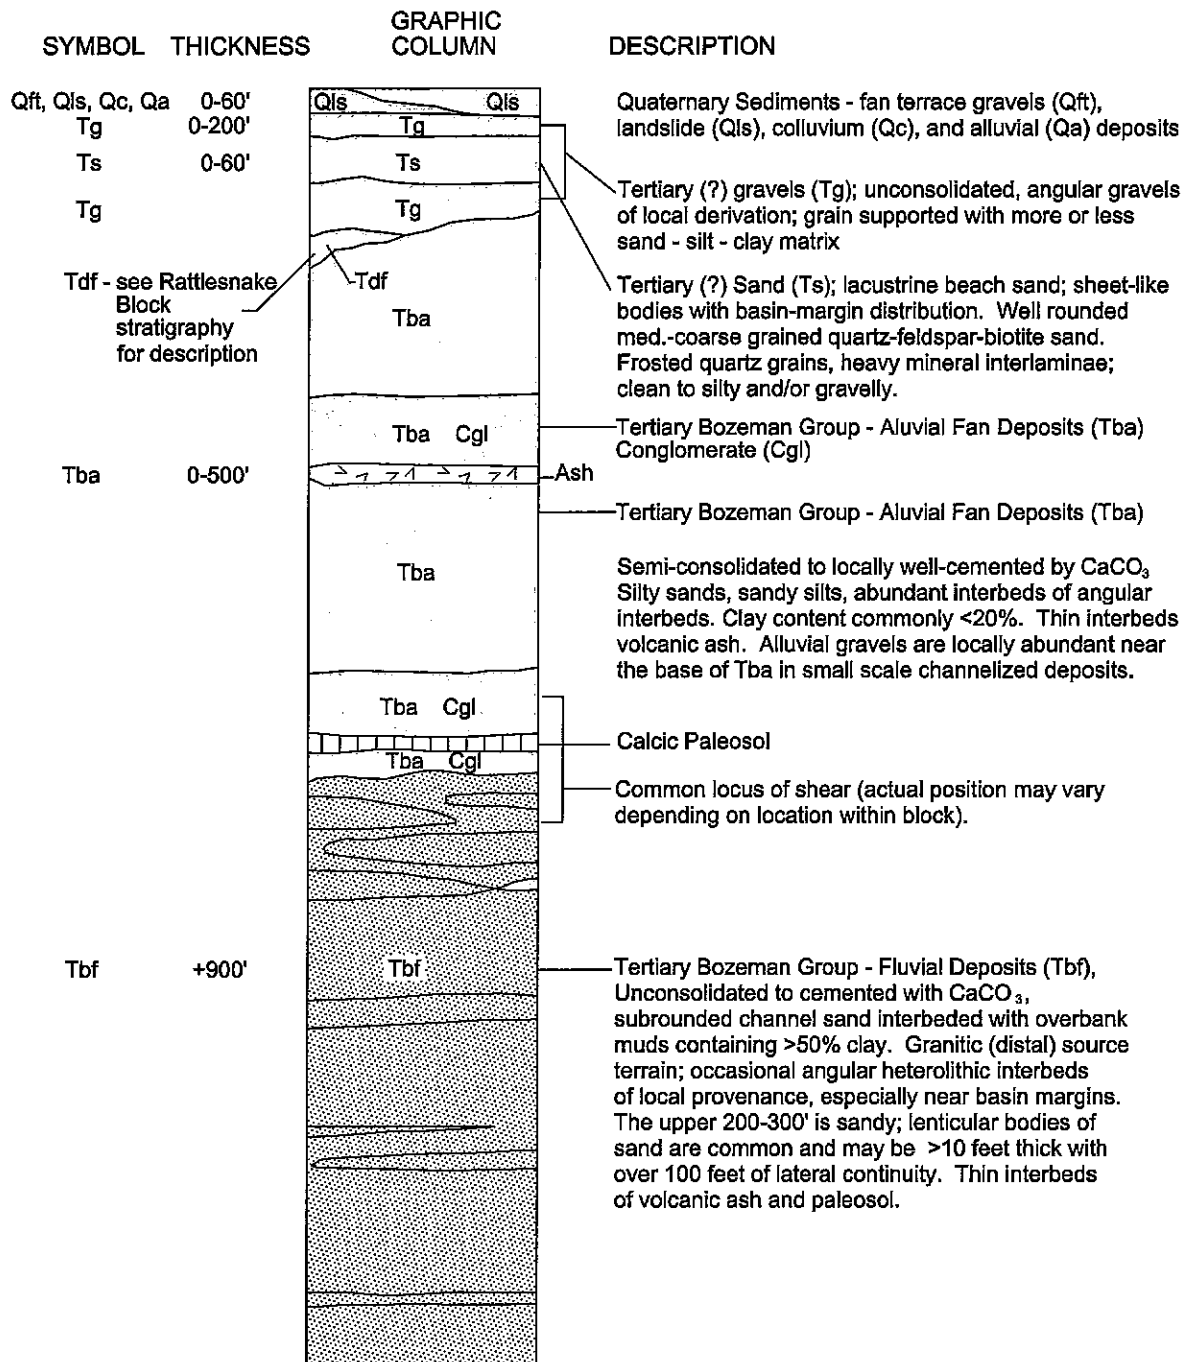 SYMBOL THICKNESS GRAPHIC COLUMN DESCRIPTION
Qft, Qls, Qc, Qa 0-60' Qls Qls
Quaternary Sediments - fan terrace gravels (Qft),
landslide (Qls), colluvium (Qc), and alluvial (Qa) deposits
Tg 0-200' Tg
Ts 0-60' Ts
Tg Tg
Tertiary (?) gravels (Tg); unconsolidated, angular gravels
of local derivation; grain supported with more or less
sand - silt - clay matrix
Tdf - see Rattlesnake
Block
stratigraphy
for description
Tdf
Tba
Tertiary (?) Sand (Ts); lacustrine beach sand; sheet-like
bodies with basin-margin distribution. Well rounded
med.-coarse grained quartz-feldspar-biotite sand.
Frosted quartz grains, heavy mineral interlaminae;
clean to silty and/or gravelly.
Tba Cgl
Tertiary Bozeman Group - Aluvial Fan Deposits (Tba)
Conglomerate (Cgl)
Tba 0-500'
Ash
Tertiary Bozeman Group - Aluvial Fan Deposits (Tba)
Tba
Semi-consolidated to locally well-cemented by CaCO₃
Silty sands, sandy silts, abundant interbeds of angular
interbeds. Clay content commonly <20%. Thin interbeds
volcanic ash. Alluvial gravels are locally abundant near
the base of Tba in small scale channelized deposits.
Tba Cgl
Calcic Paleosol
Tba Cgl
Common locus of shear (actual position may vary
depending on location within block).
Tbf +900' Tbf
Tertiary Bozeman Group - Fluvial Deposits (Tbf),
Unconsolidated to cemented with CaCO₃,
subrounded channel sand interbeded with overbank
muds containing >50% clay. Granitic (distal) source
terrain; occasional angular heterolithic interbeds
of local provenance, especially near basin margins.
The upper 200-300' is sandy; lenticular bodies of
sand are common and may be >10 feet thick with
over 100 feet of lateral continuity. Thin interbeds
of volcanic ash and paleosol.